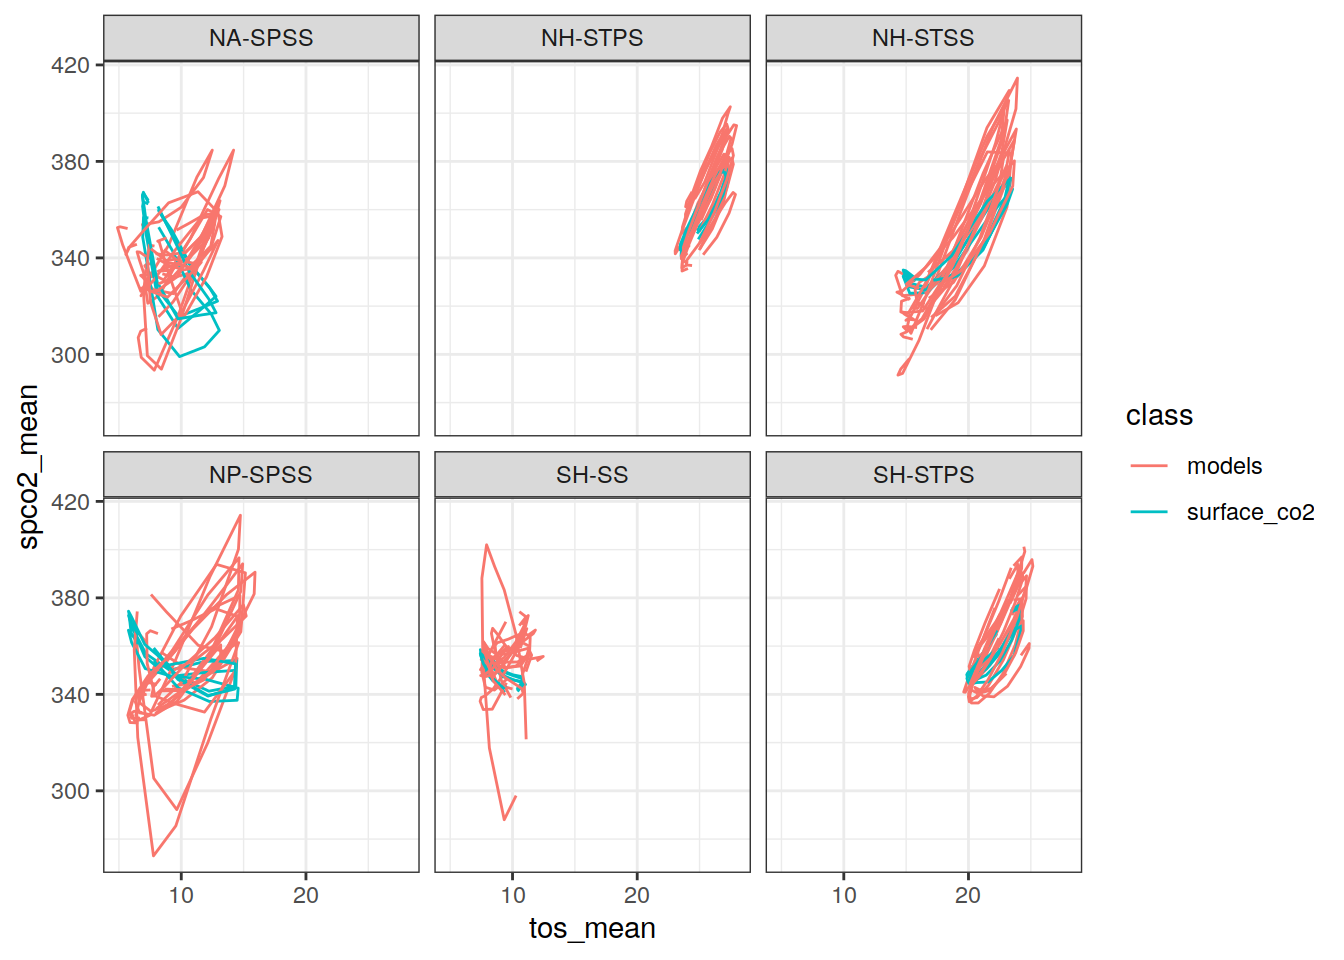 NA-SPSS NH-STPS NH-STSS
420
380
340
300
NP-SPSS SH-SS SH-STPS
420
380
340
300
10 20 10 20 10 20
tos_mean
spco2_mean
class
models
surface_co2